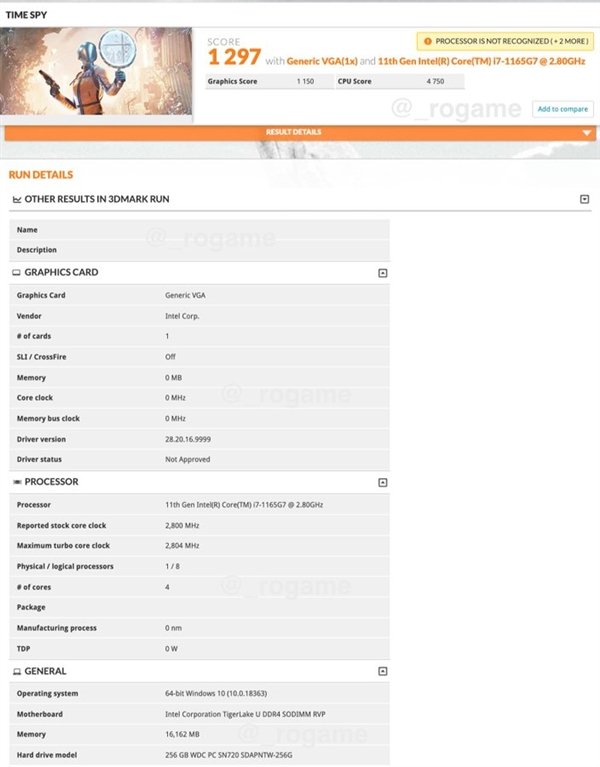 TIME SPY
SCORE
1 297 with Generic VGA(1x) and 11th Gen Intel(R) Core(TM) i7-1165G7 @ 2.80GHz
PROCESSOR IS NOT RECOGNIZED ( + 2 MORE )
Graphics Score 1 150 CPU Score 4 750
@_rogame
Add to compare
RESULT DETAILS
RUN DETAILS
OTHER RESULTS IN 3DMARK RUN
Name
@_rogame
Description
GRAPHICS CARD
Graphics Card Generic VGA
Vendor Intel Corp.
# of cards 1
SLI / CrossFire Off
Memory 0 MB
@_rogame
Core clock 0 MHz
Memory bus clock 0 MHz
Driver version 28.20.16.9999
Driver status Not Approved
PROCESSOR
Processor 11th Gen Intel(R) Core(TM) i7-1165G7 @ 2.80GHz
Reported stock core clock 2,800 MHz
Maximum turbo core clock 2,804 MHz
Physical / logical processors 1 / 8
# of cores 4
@_rogame
Package
Manufacturing process 0 nm
TDP 0 W
GENERAL
Operating system 64-bit Windows 10 (10.0.18363)
Motherboard Intel Corporation TigerLake U DDR4 SODIMM RVP
Memory 16,162 MB
@_rogame
Hard drive model 256 GB WDC PC SN720 SDAPNTW-256G